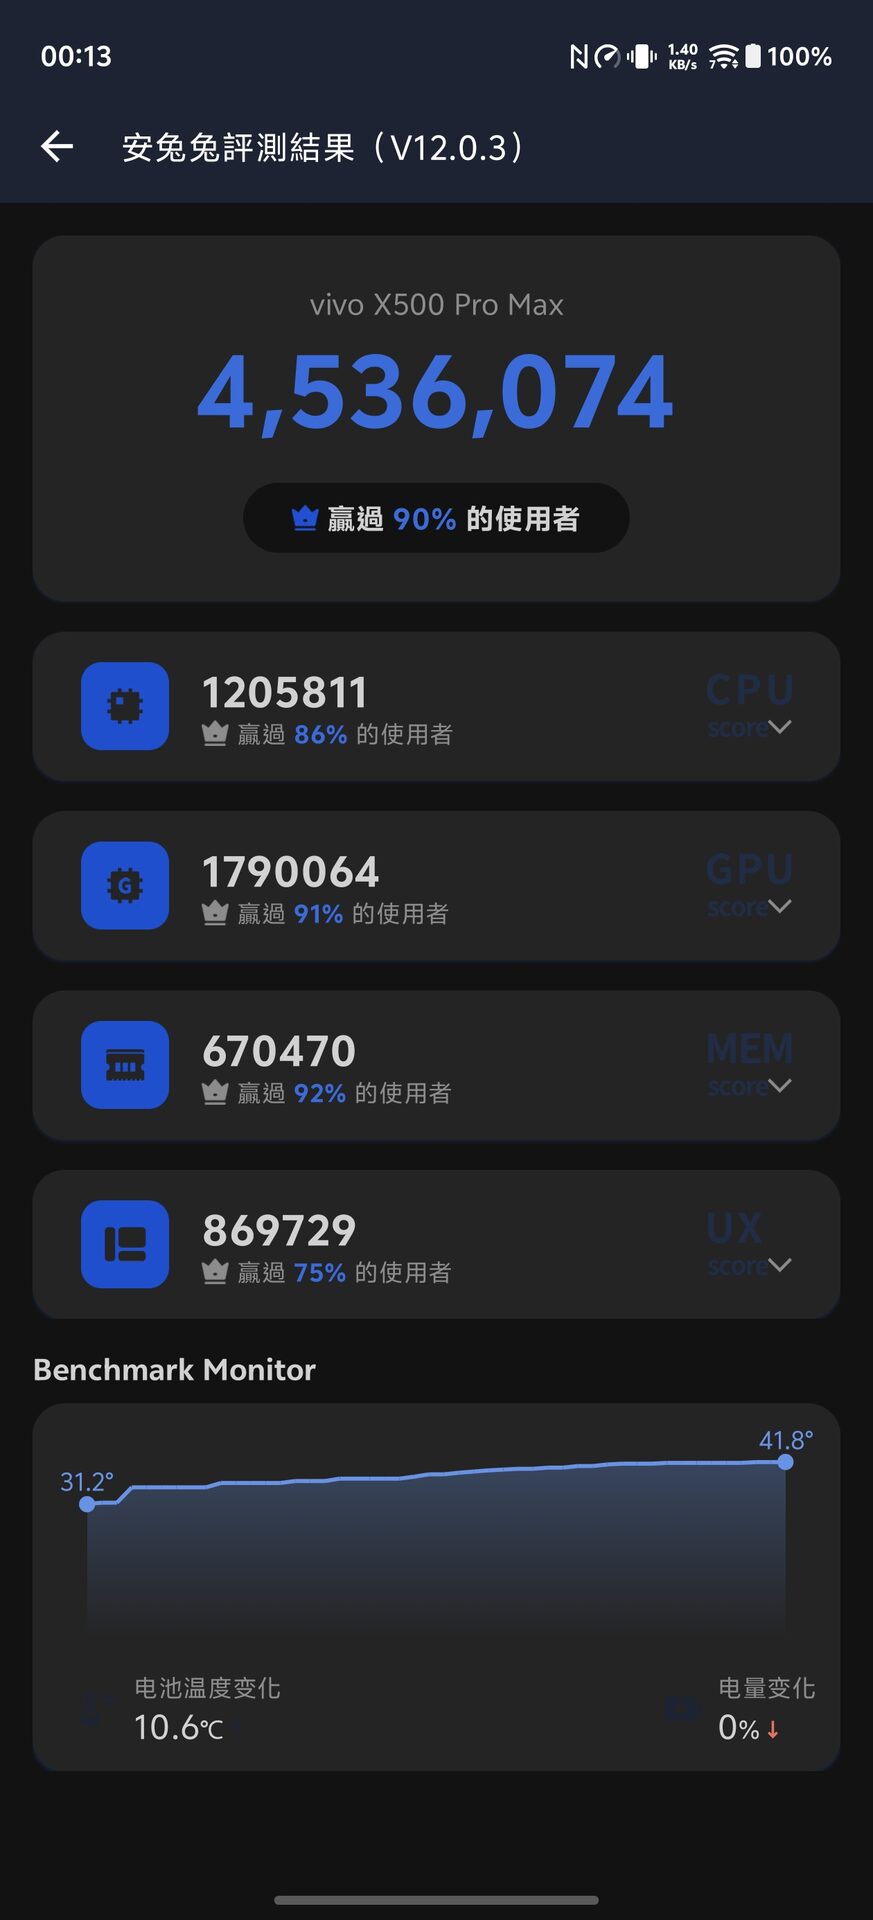 00:13
1.40 KB/s
7
100%
安兔兔評測結果（V12.0.3）
vivo X500 Pro Max
4,536,074
贏過 90% 的使用者
1205811
CPU
贏過 86% 的使用者
score
1790064
GPU
G
贏過 91% 的使用者
score
670470
MEM
贏過 92% 的使用者
score
869729
UX
贏過 75% 的使用者
score
Benchmark Monitor
41.8°
31.2°
电池温度变化
电量变化
10.6℃
0%↓